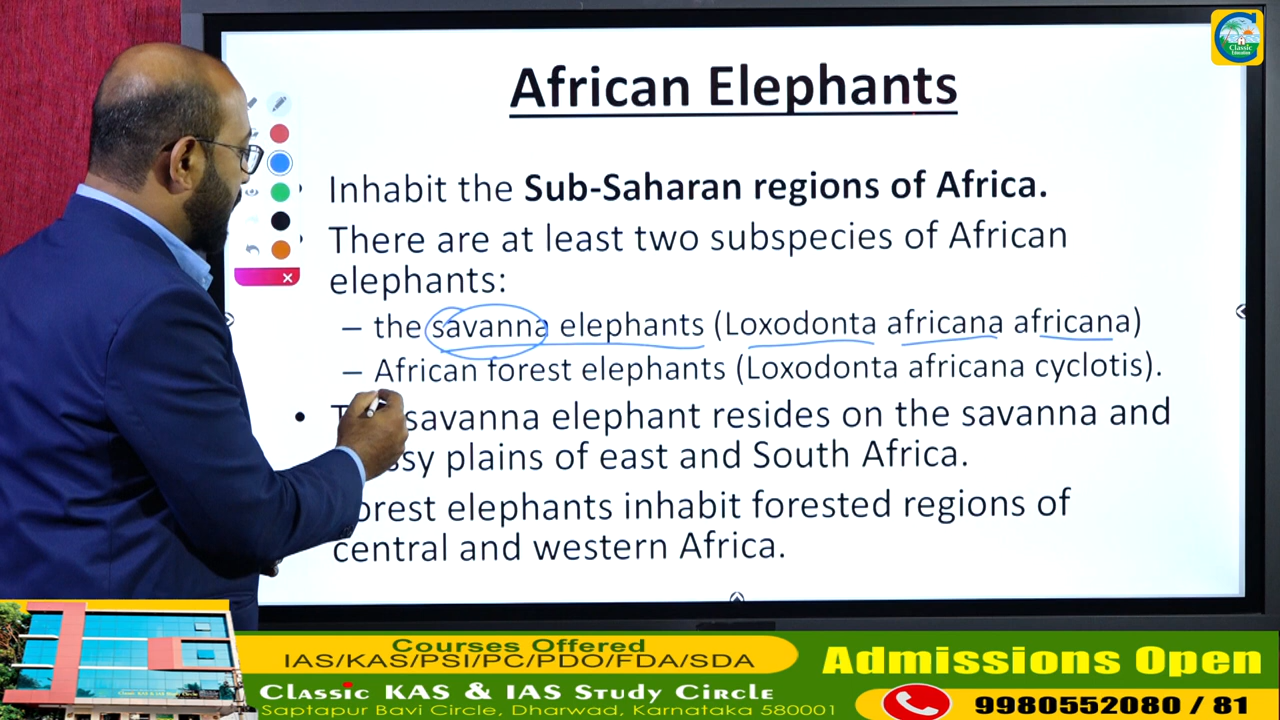 Classic
Education
African Elephants
Inhabit the Sub-Saharan regions of Africa.
There are at least two subspecies of African
elephants:
– the savanna elephants (Loxodonta africana africana)
– African forest elephants (Loxodonta africana cyclotis).
• savanna elephant resides on the savanna and
plains of east and South Africa.
elephants inhabit forested regions of
central and western Africa.
Courses Offered
IAS/KAS/PSI/PC/PDO/FDA/SDA
Classic KAS & IAS Study Circle
Saptapur Bavi Circle, Dharwad, Karnataka 580001
Admissions Open
9980552080 / 81